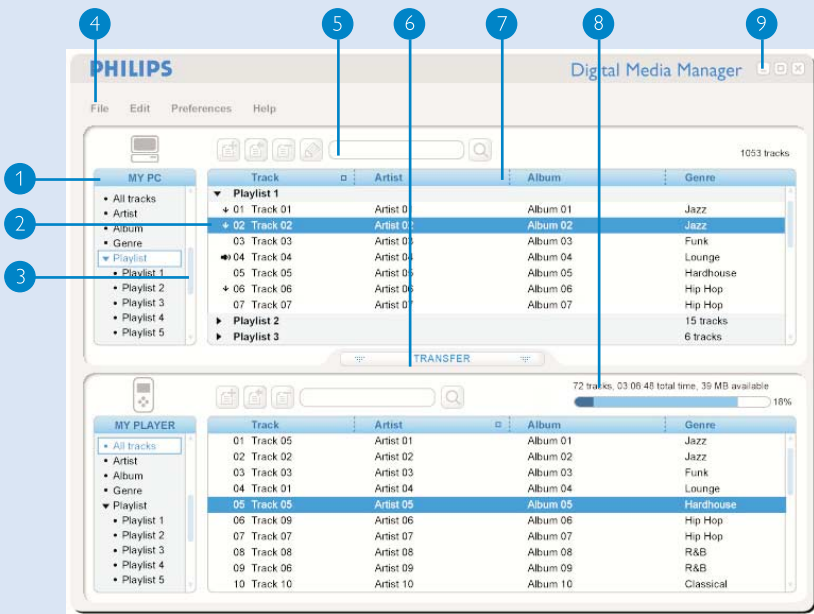 4 5 6 7 8 9
PHILIPS Digital Media Manager
File Edit Preferences Help
1053 tracks
1 MY PC Track Artist Album Genre
• All tracks
• Artist
• Album
• Genre
Playlist
• Playlist 1
• Playlist 2
• Playlist 3
• Playlist 4
• Playlist 5
2
3
Playlist 1
01 Track 01 Artist 01 Album 01 Jazz
02 Track 02 Artist 02 Album 02 Jazz
03 Track 03 Artist 03 Album 03 Funk
04 Track 04 Artist 04 Album 04 Lounge
05 Track 05 Artist 05 Album 05 Hardhouse
06 Track 06 Artist 06 Album 06 Hip Hop
07 Track 07 Artist 07 Album 07 Hip Hop
Playlist 2 15 tracks
Playlist 3 6 tracks
TRANSFER
72 tracks, 03:06:48 total time, 39 MB available
18%
MY PLAYER Track Artist Album Genre
• All tracks
• Artist
• Album
• Genre
Playlist
• Playlist 1
• Playlist 2
• Playlist 3
• Playlist 4
• Playlist 5
01 Track 05 Artist 01 Album 01 Jazz
02 Track 02 Artist 02 Album 02 Jazz
03 Track 03 Artist 03 Album 03 Funk
04 Track 01 Artist 04 Album 04 Lounge
05 Track 05 Artist 05 Album 05 Hardhouse
06 Track 09 Artist 06 Album 06 Hip Hop
07 Track 07 Artist 07 Album 07 Hip Hop
08 Track 08 Artist 08 Album 08 R&B
09 Track 06 Artist 09 Album 09 R&B
10 Track 10 Artist 10 Album 10 Classical